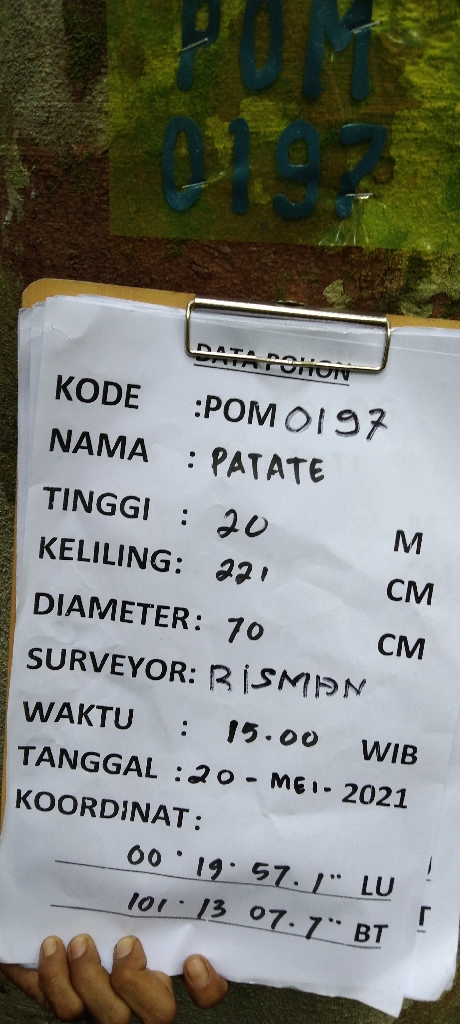 POM
0197
DATA POHON
KODE :POM 0197
NAMA : PATATE
TINGGI : 20 M
KELILING: 221 CM
DIAMETER: 70 CM
SURVEYOR: RISMAN
WAKTU : 15.00 WIB
TANGGAL : 20 - MEI - 2021
KOORDINAT:
00 ° 19 ' 57.1" LU
101 ° 13 07.7" BT